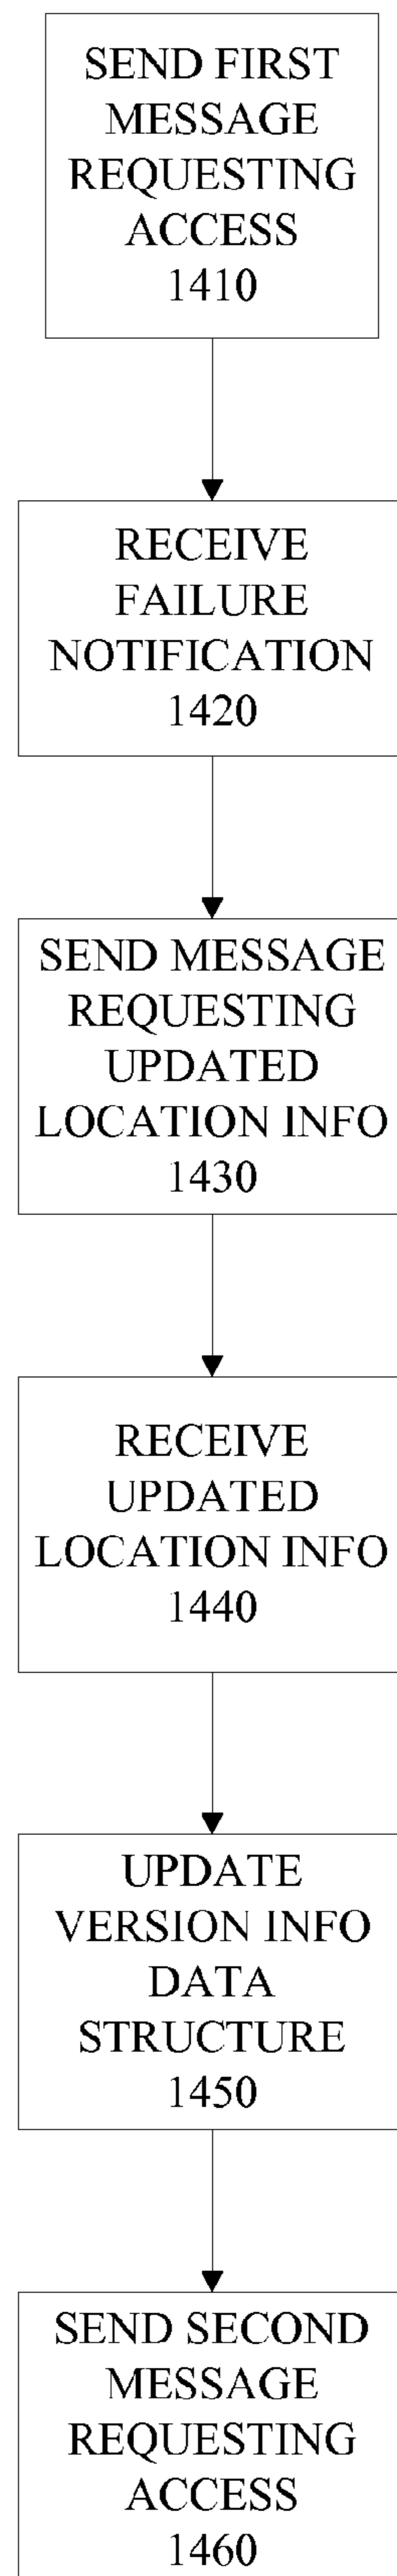 SEND FIRST
MESSAGE
REQUESTING
ACCESS
1410
RECEIVE
FAILURE
NOTIFICATION
1420
SEND MESSAGE
REQUESTING
UPDATED
LOCATION INFO
1430
RECEIVE
UPDATED
LOCATION INFO
1440
UPDATE
VERSION INFO
DATA
STRUCTURE
1450
SEND SECOND
MESSAGE
REQUESTING
ACCESS
1460